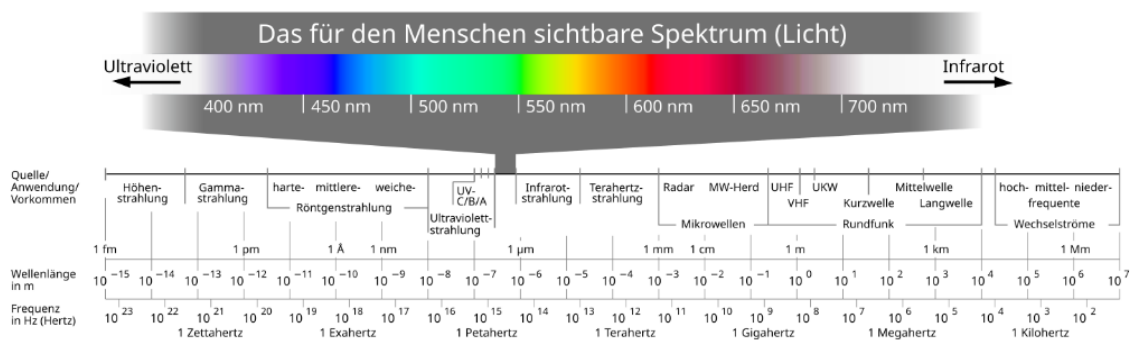 Das für den Menschen sichtbare Spektrum (Licht)
Ultraviolett
Infrarot
400 nm
450 nm
500 nm
550 nm
600 nm
650 nm
700 nm
Quelle/
Anwendung/
Vorkommen
Höhen-
strahlung
Gamma-
strahlung
harte- mittlere- weiche-
Röntgenstrahlung
UV-
C/B/A
Ultraviolett-
strahlung
Infrarot-
strahlung
Terahertz-
strahlung
Radar MW-Herd
Mikrowellen
UHF UKW Mittelwelle
VHF Kurzwelle Langwelle
Rundfunk
hoch- mittel- nieder-
frequente
Wechselströme
1 fm 1 pm 1 Å 1 nm 1 µm 1 mm 1 cm 1 m 1 km 1 Mm
Wellenlänge
in m
10⁻¹⁵ 10⁻¹⁴ 10⁻¹³ 10⁻¹² 10⁻¹¹ 10⁻¹⁰ 10⁻⁹ 10⁻⁸ 10⁻⁷ 10⁻⁶ 10⁻⁵ 10⁻⁴ 10⁻³ 10⁻² 10⁻¹ 10⁰ 10¹ 10² 10³ 10⁴ 10⁵ 10⁶ 10⁷
Frequenz
in Hz (Hertz)
10²³ 10²² 10²¹ 10²⁰ 10¹⁹ 10¹⁸ 10¹⁷ 10¹⁶ 10¹⁵ 10¹⁴ 10¹³ 10¹² 10¹¹ 10¹⁰ 10⁹ 10⁸ 10⁷ 10⁶ 10⁵ 10⁴ 10³ 10²
1 Zettahertz 1 Exahertz 1 Petahertz 1 Terahertz 1 Gigahertz 1 Megahertz 1 Kilohertz